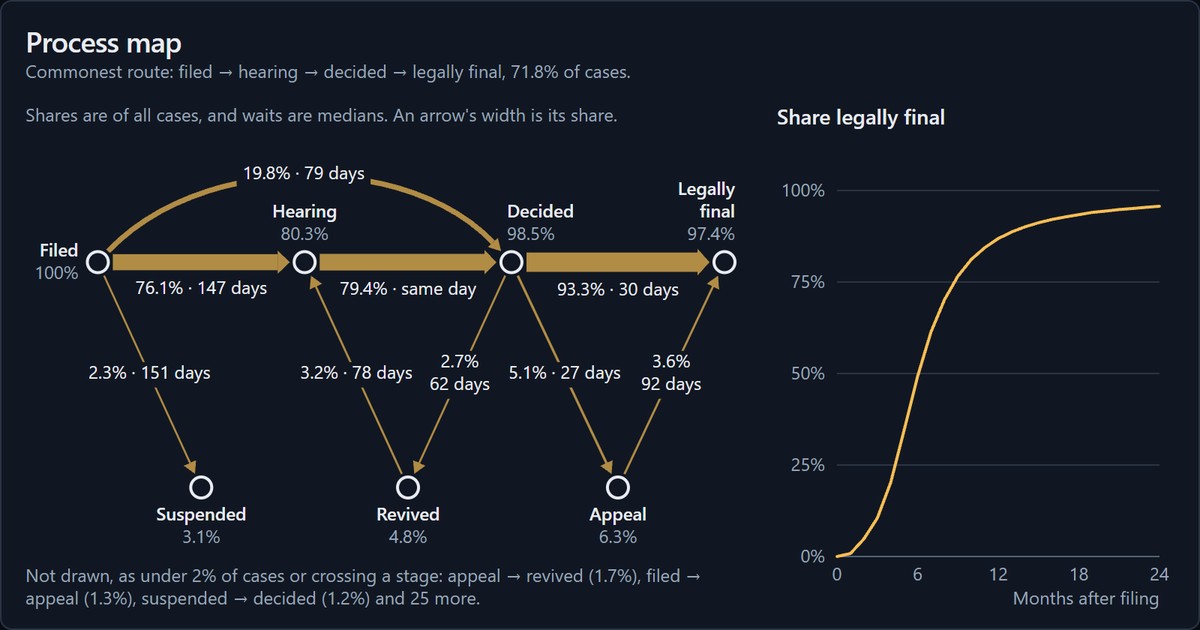 Process map
Commonest route: filed → hearing → decided → legally final, 71.8% of cases.
Shares are of all cases, and waits are medians. An arrow's width is its share.
19.8% · 79 days
Filed
100%
Hearing
80.3%
Decided
98.5%
Legally
final
97.4%
76.1% · 147 days
79.4% · same day
93.3% · 30 days
2.3% · 151 days
3.2% · 78 days
2.7%
62 days
5.1% · 27 days
3.6%
92 days
Suspended
3.1%
Revived
4.8%
Appeal
6.3%
Not drawn, as under 2% of cases or crossing a stage: appeal → revived (1.7%), filed →
appeal (1.3%), suspended → decided (1.2%) and 25 more.
Share legally final
100%
75%
50%
25%
0%
0 6 12 18 24
Months after filing